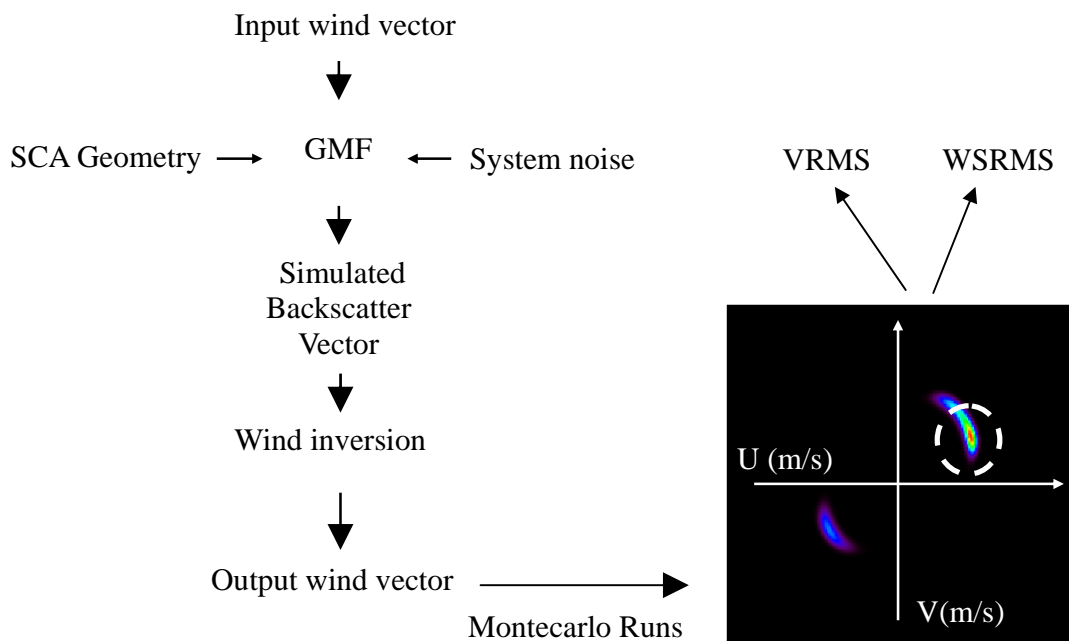 Input wind vector
SCA Geometry
GMF
System noise
VRMS
WSRMS
Simulated
Backscatter
Vector
Wind inversion
U (m/s)
Output wind vector
Montecarlo Runs
V(m/s)